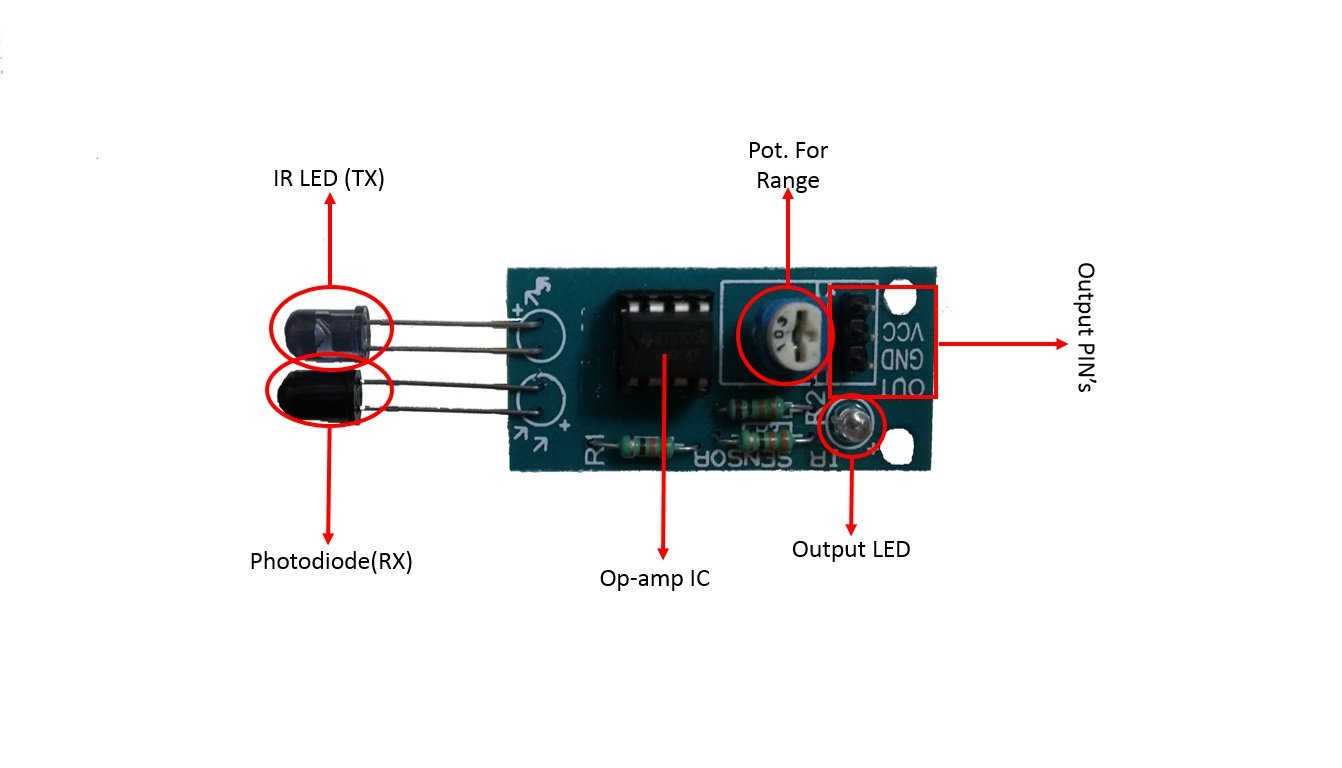 Pot. For
Range
IR LED (TX)
Output PIN's
103
VCC
GND
OUT
R2
R1
IR SENSOR
Output LED
Photodiode(RX)
Op-amp IC